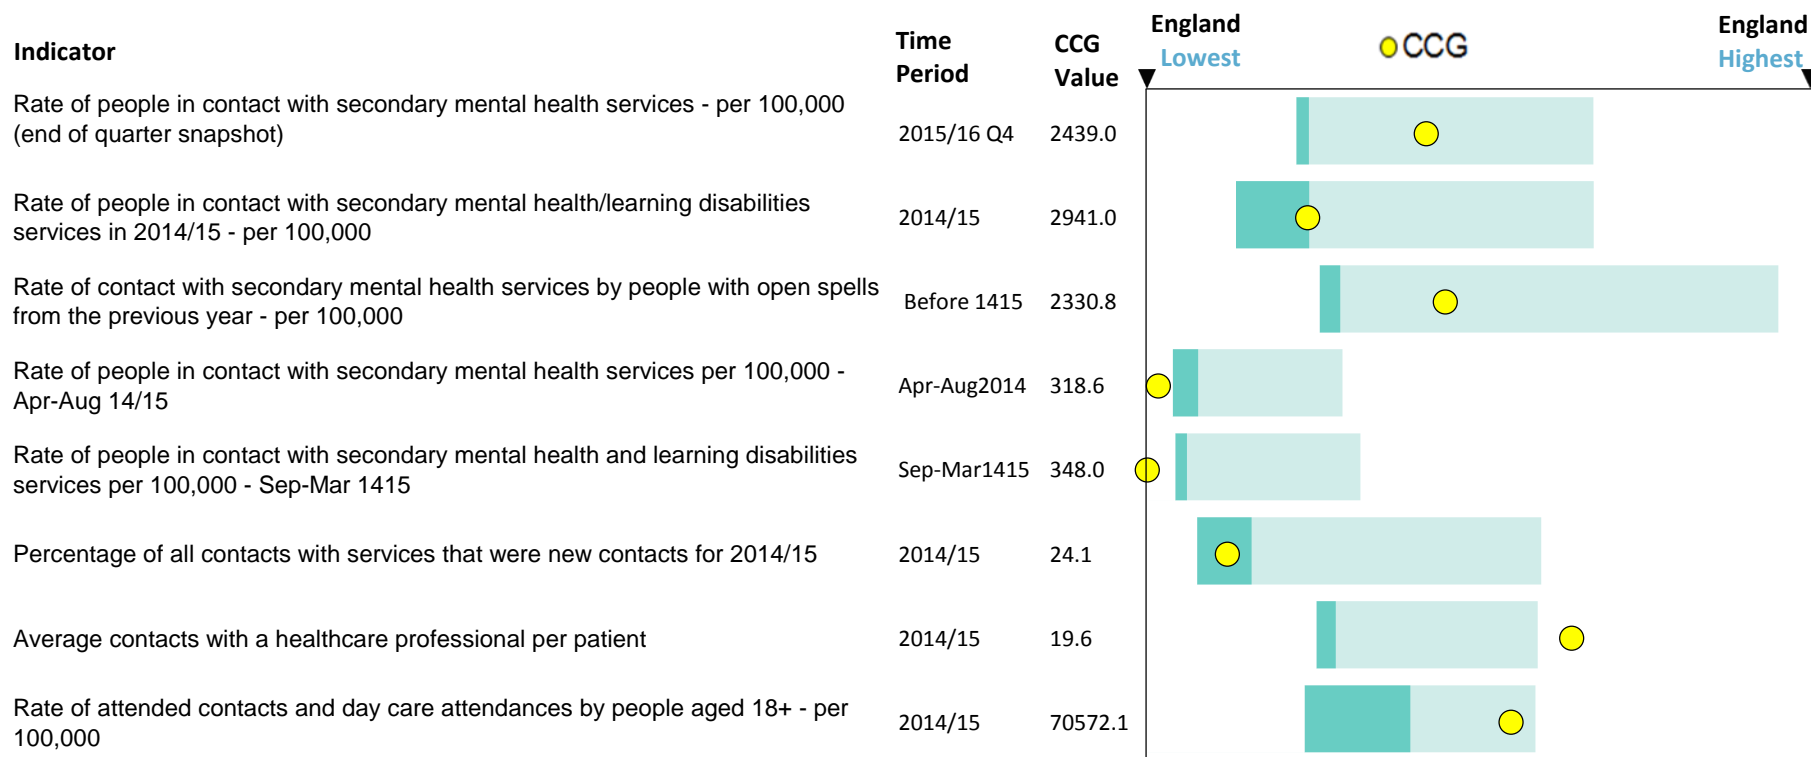 Indicator
Time Period
CCG Value
England Lowest
CCG
England Highest
Rate of people in contact with secondary mental health services - per 100,000
(end of quarter snapshot)
2015/16 Q4
2439.0
Rate of people in contact with secondary mental health/learning disabilities
services in 2014/15 - per 100,000
2014/15
2941.0
Rate of contact with secondary mental health services by people with open spells
from the previous year - per 100,000
Before 1415
2330.8
Rate of people in contact with secondary mental health services per 100,000 -
Apr-Aug 14/15
Apr-Aug2014
318.6
Rate of people in contact with secondary mental health and learning disabilities
services per 100,000 - Sep-Mar 1415
Sep-Mar1415
348.0
Percentage of all contacts with services that were new contacts for 2014/15
2014/15
24.1
Average contacts with a healthcare professional per patient
2014/15
19.6
Rate of attended contacts and day care attendances by people aged 18+ - per
100,000
2014/15
70572.1